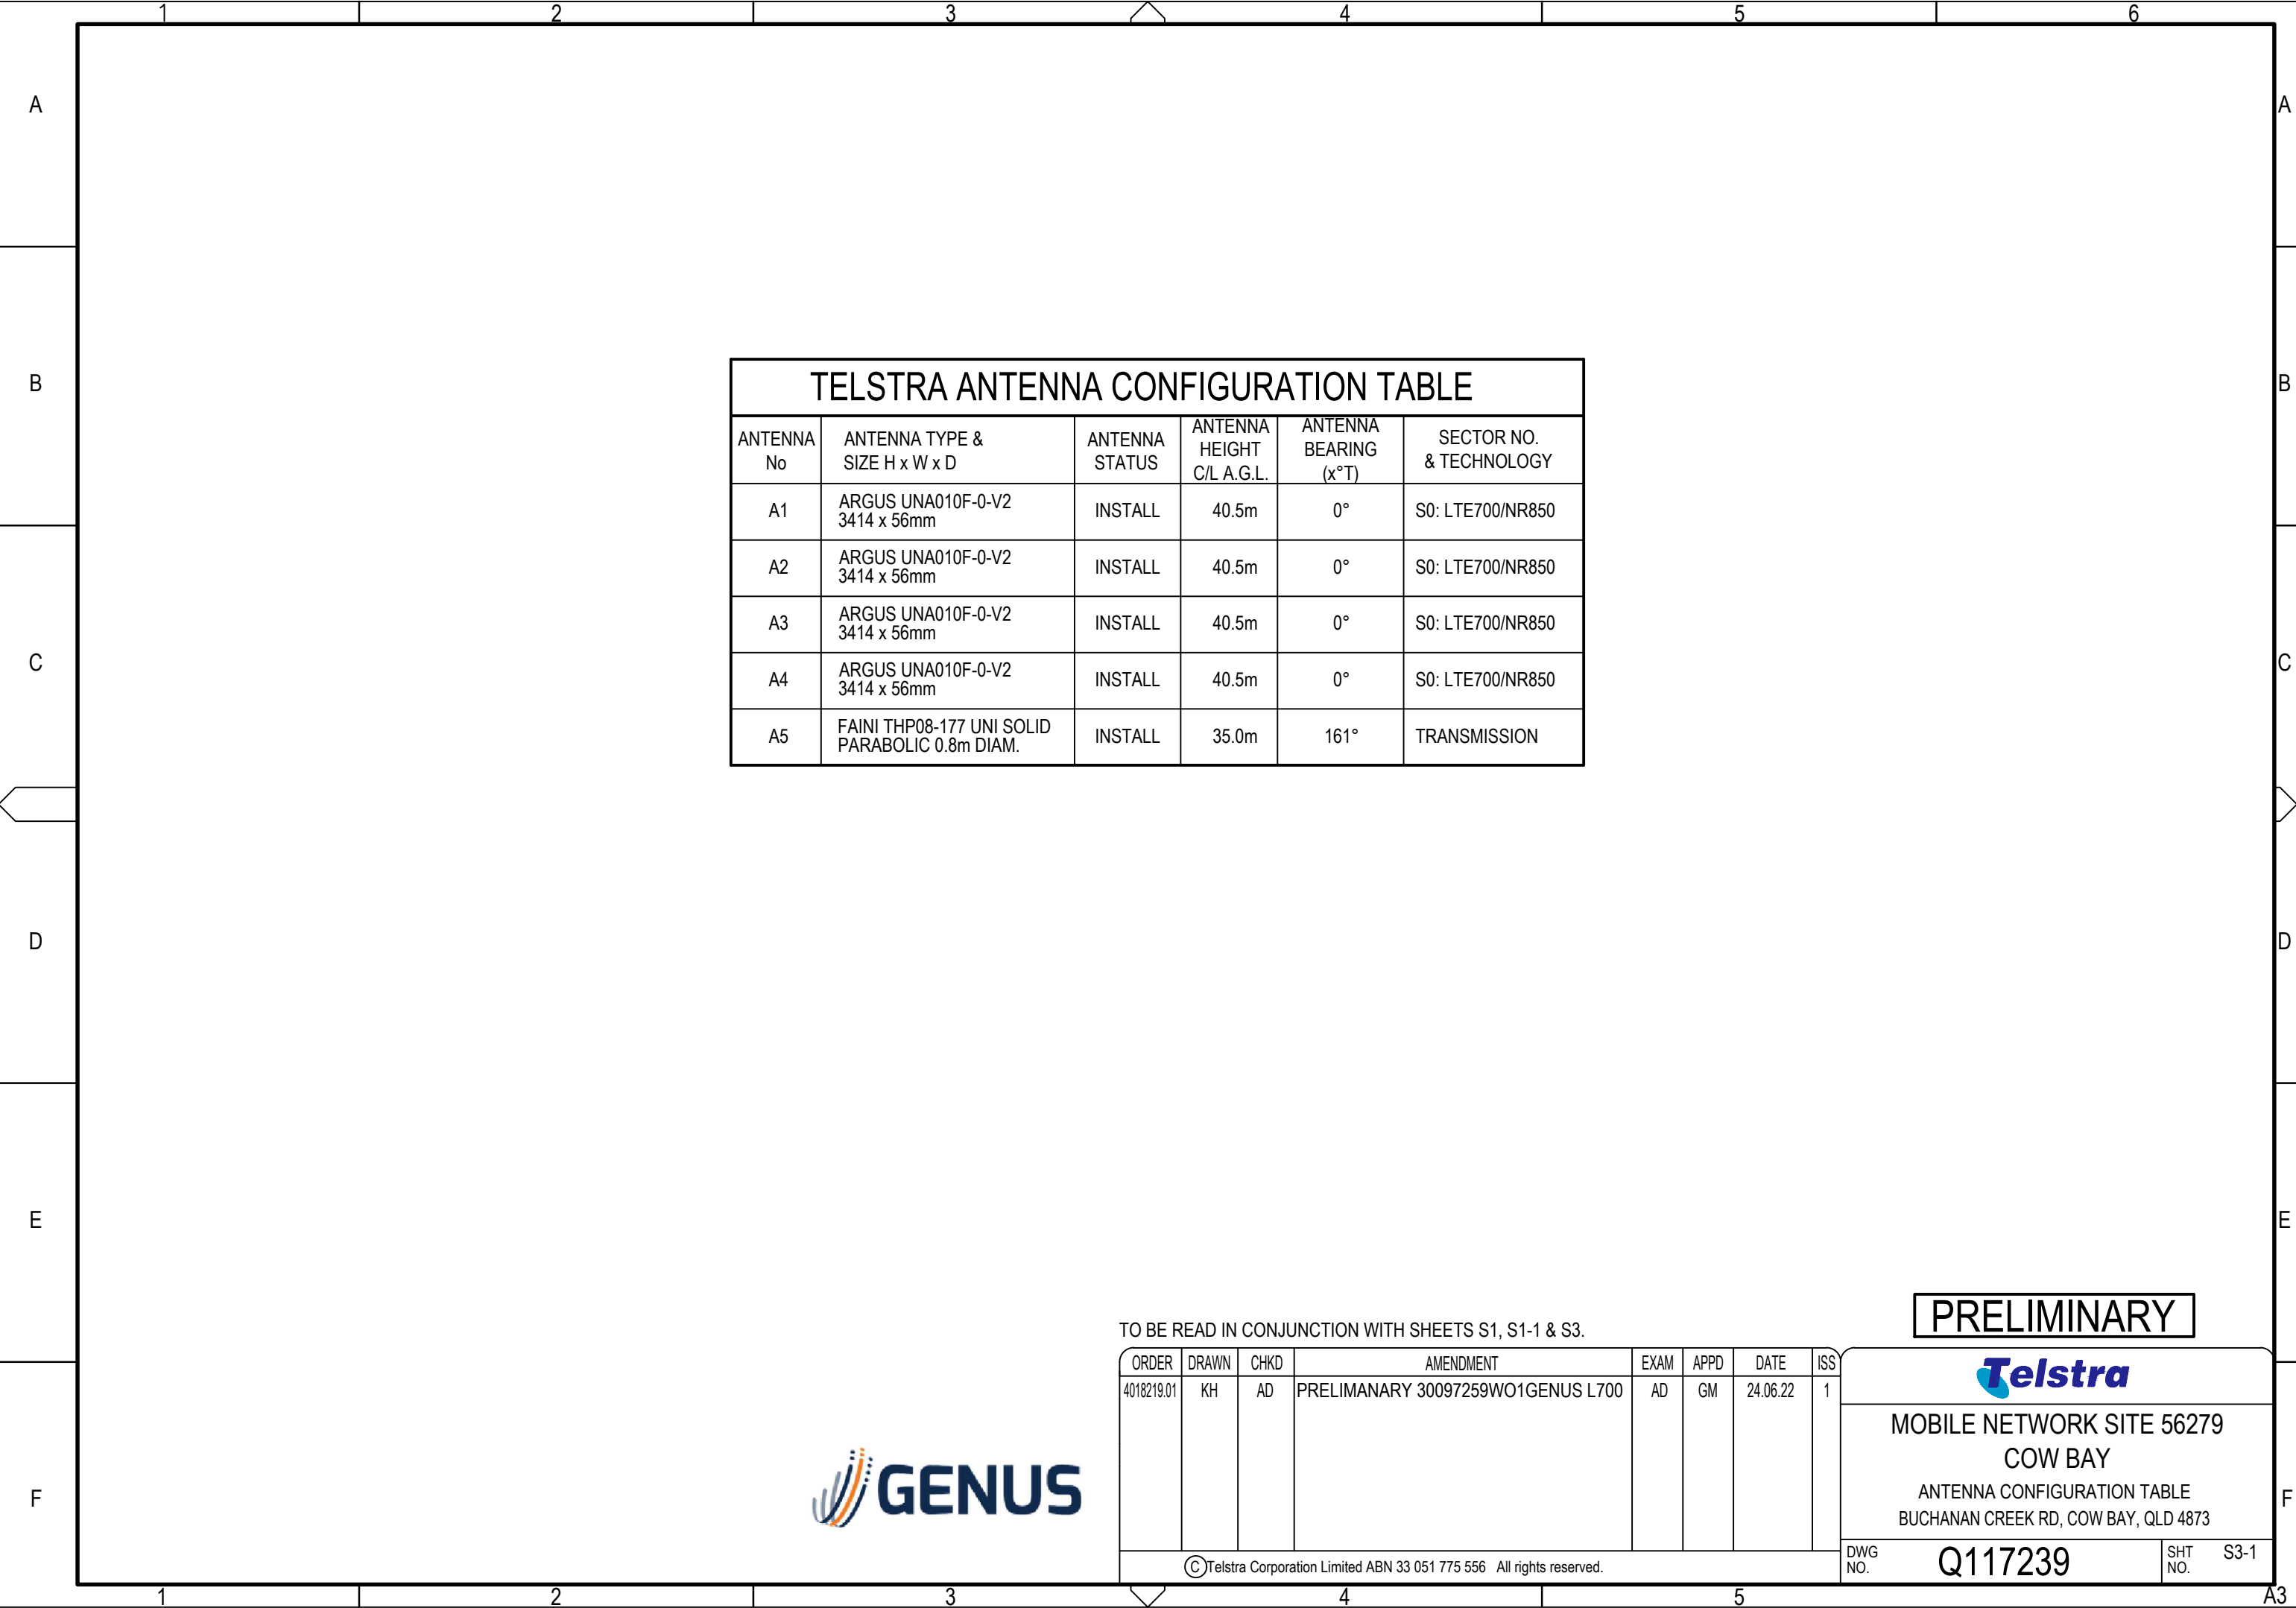 1 2 3 4 5 6
A A
B B
C C
D D
E E
F F
TELSTRA ANTENNA CONFIGURATION TABLE
ANTENNA No
ANTENNA TYPE & SIZE H x W x D
ANTENNA STATUS
ANTENNA HEIGHT C/L A.G.L.
ANTENNA BEARING (x°T)
SECTOR NO. & TECHNOLOGY
A1 ARGUS UNA010F-0-V2 3414 x 56mm INSTALL 40.5m 0° S0: LTE700/NR850
A2 ARGUS UNA010F-0-V2 3414 x 56mm INSTALL 40.5m 0° S0: LTE700/NR850
A3 ARGUS UNA010F-0-V2 3414 x 56mm INSTALL 40.5m 0° S0: LTE700/NR850
A4 ARGUS UNA010F-0-V2 3414 x 56mm INSTALL 40.5m 0° S0: LTE700/NR850
A5 FAINI THP08-177 UNI SOLID PARABOLIC 0.8m DIAM. INSTALL 35.0m 161° TRANSMISSION
PRELIMINARY
TO BE READ IN CONJUNCTION WITH SHEETS S1, S1-1 & S3.
ORDER DRAWN CHKD AMENDMENT EXAM APPD DATE ISS
4018219.01 KH AD PRELIMANARY 30097259WO1GENUS L700 AD GM 24.06.22 1
GENUS
© Telstra Corporation Limited ABN 33 051 775 556 All rights reserved.
Telstra
MOBILE NETWORK SITE 56279
COW BAY
ANTENNA CONFIGURATION TABLE
BUCHANAN CREEK RD, COW BAY, QLD 4873
DWG NO. Q117239 SHT NO. S3-1
1 2 3 4 5 A3